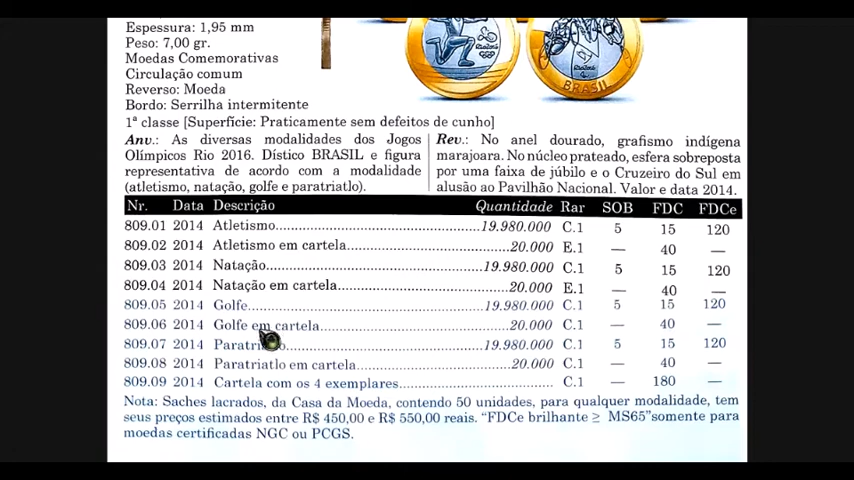 Espessura: 1,95 mm
Peso: 7,00 gr.
Moedas Comemorativas
Circulação comum
Reverso: Moeda
Bordo: Serrilha intermitente
1ª classe [Superfície: Praticamente sem defeitos de cunho]
BRASIL
Anv.: As diversas modalidades dos Jogos
Olímpicos Rio 2016. Dístico BRASIL e figura
representativa de acordo com a modalidade
(atletismo, natação, golfe e paratriatlo).
Rev.: No anel dourado, grafismo indígena
marajoara. No núcleo prateado, esfera sobreposta
por uma faixa de júbilo e o Cruzeiro do Sul em
alusão ao Pavilhão Nacional. Valor e data 2014.
Nr. Data Descrição Quantidade Rar SOB FDC FDCe
809.01 2014 Atletismo 19.980.000 C.1 5 15 120
809.02 2014 Atletismo em cartela 20.000 E.1 — 40 —
809.03 2014 Natação 19.980.000 C.1 5 15 120
809.04 2014 Natação em cartela 20.000 E.1 — 40 —
809.05 2014 Golfe 19.980.000 C.1 5 15 120
809.06 2014 Golfe em cartela 20.000 C.1 — 40 —
809.07 2014 19.980.000 C.1 5 15 120
809.08 2014 Paratriatlo em cartela 20.000 C.1 — 40 —
809.09 2014 Cartela com os 4 exemplares C.1 — 180 —
Nota: Saches lacrados, da Casa da Moeda, contendo 50 unidades, para qualquer modalidade, tem
seus preços estimados entre R$ 450,00 e R$ 550,00 reais. “FDCe brilhante ≥ MS65”somente para
moedas certificadas NGC ou PCGS.